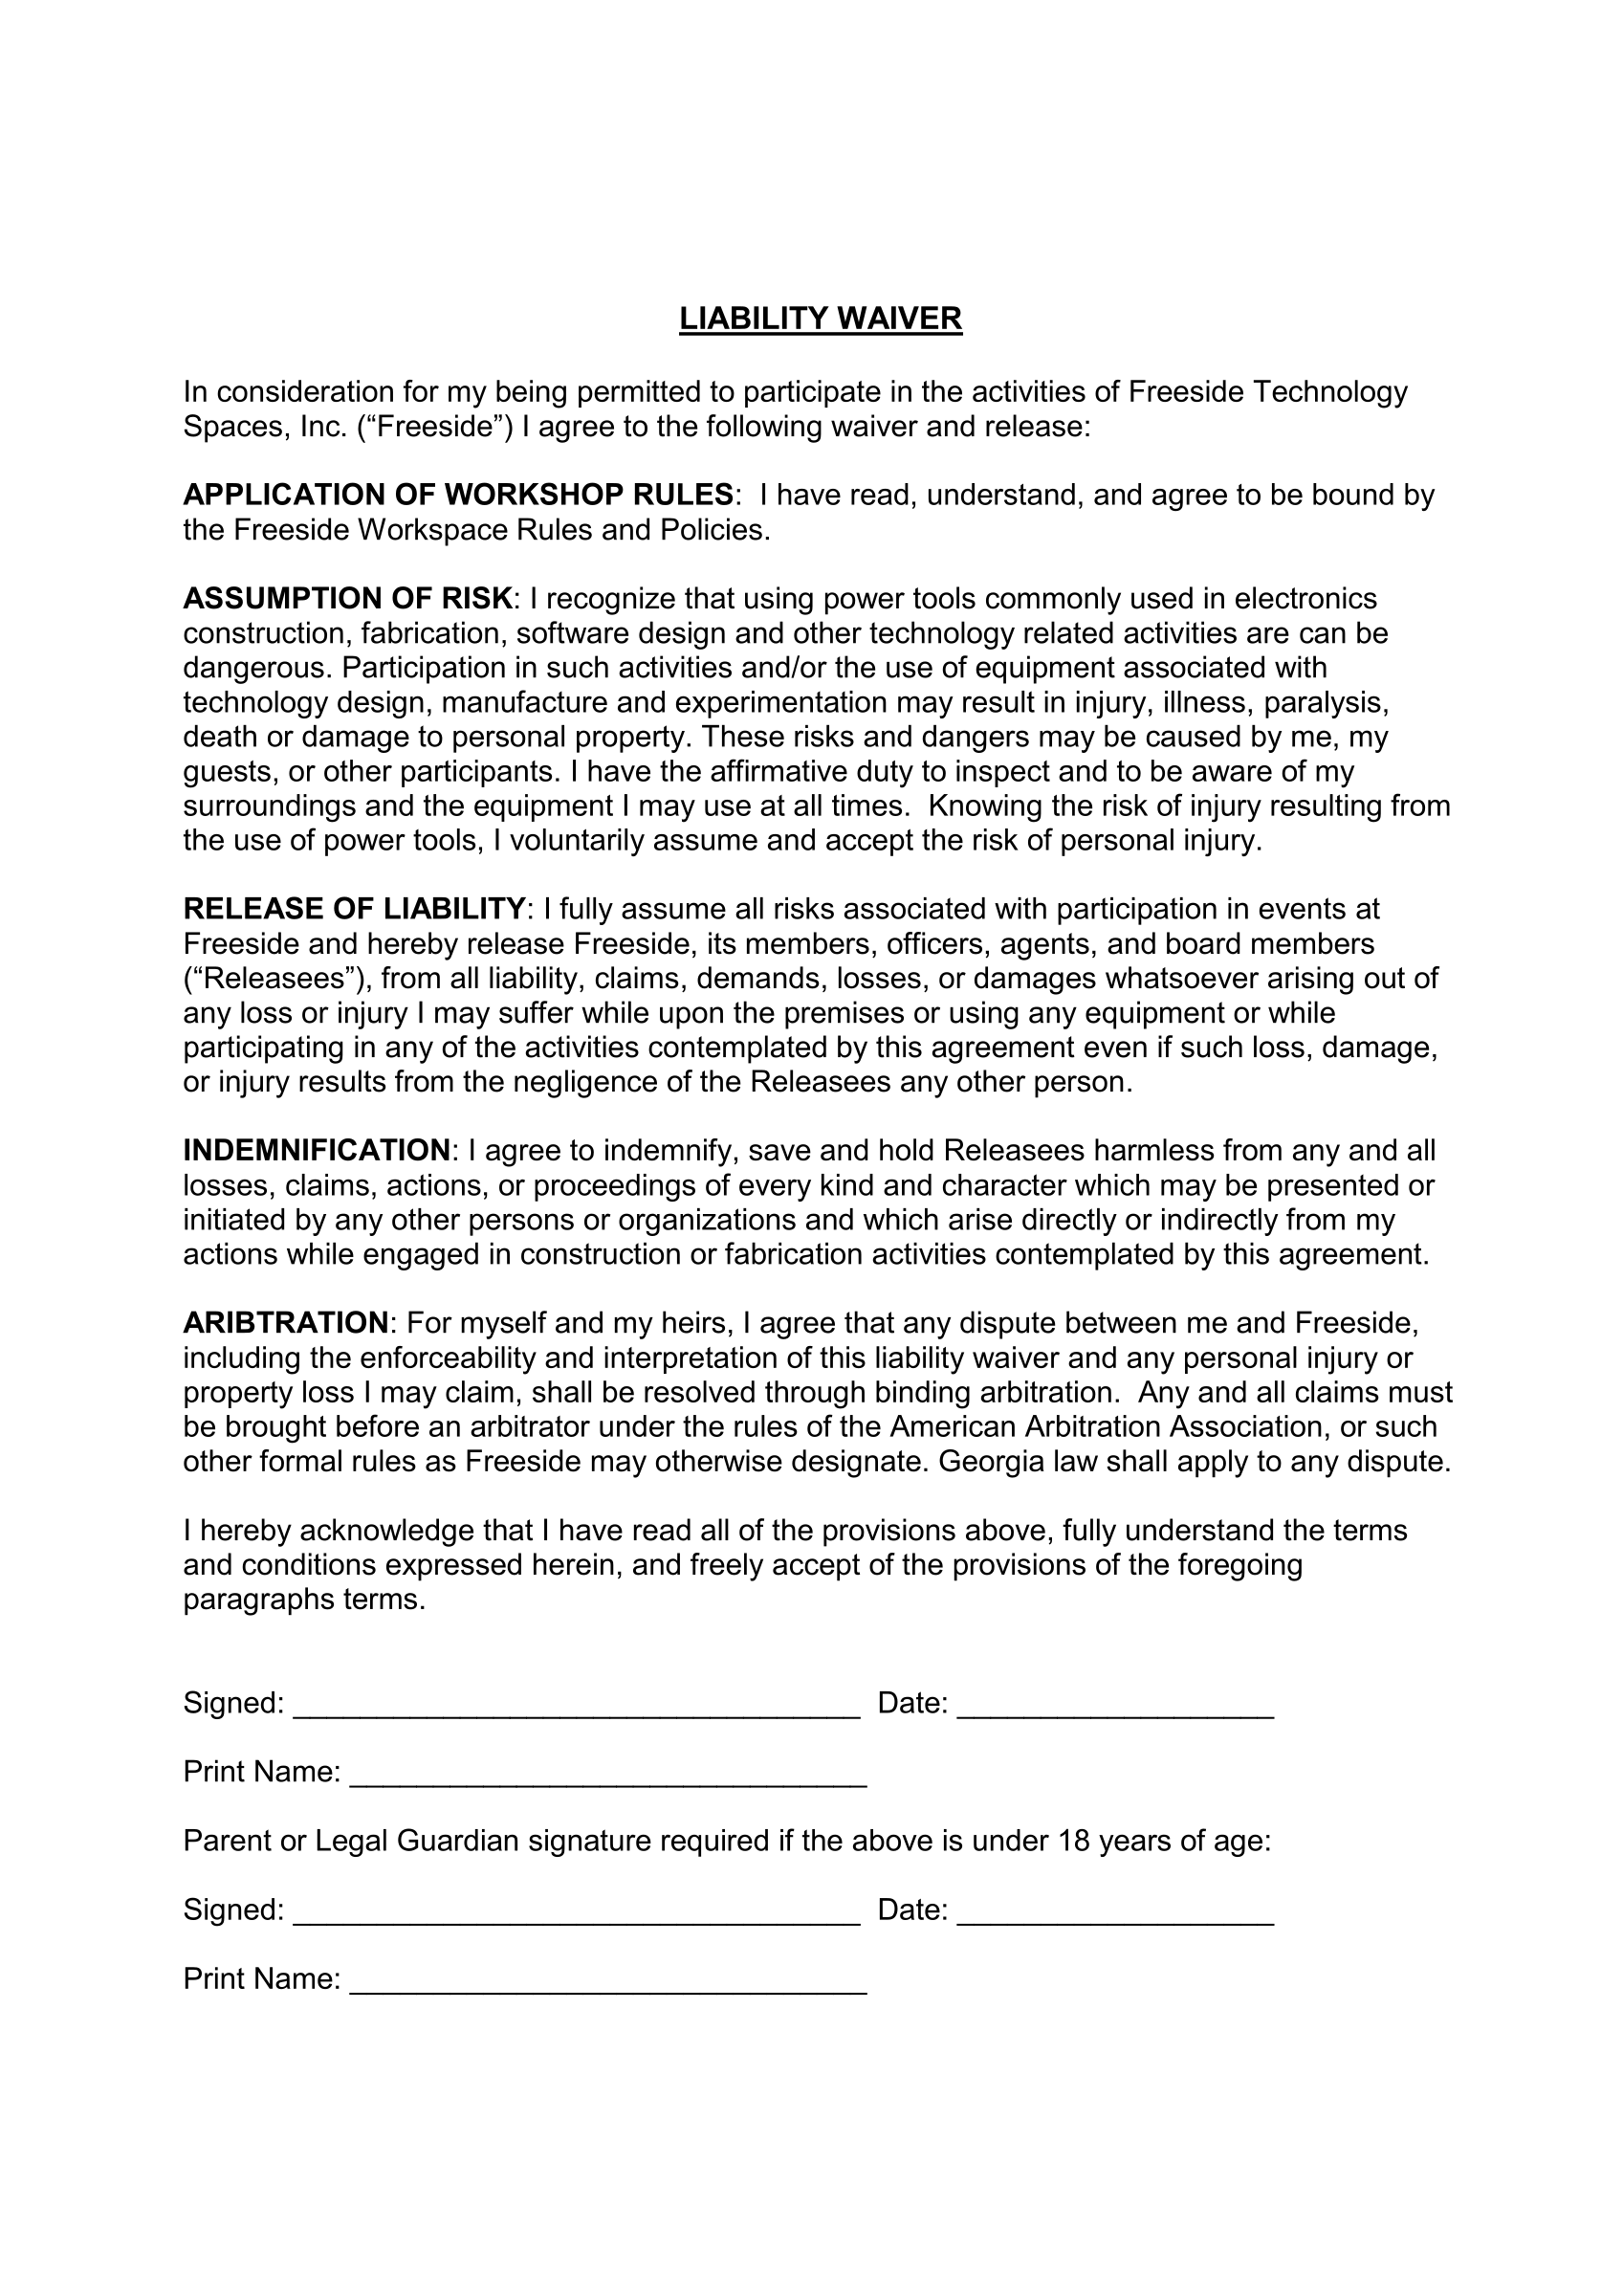 LIABILITY WAIVER
In consideration for my being permitted to participate in the activities of Freeside Technology
Spaces, Inc. (“Freeside”) I agree to the following waiver and release:
APPLICATION OF WORKSHOP RULES:  I have read, understand, and agree to be bound by
the Freeside Workspace Rules and Policies.
ASSUMPTION OF RISK: I recognize that using power tools commonly used in electronics
construction, fabrication, software design and other technology related activities are can be
dangerous. Participation in such activities and/or the use of equipment associated with
technology design, manufacture and experimentation may result in injury, illness, paralysis,
death or damage to personal property. These risks and dangers may be caused by me, my
guests, or other participants. I have the affirmative duty to inspect and to be aware of my
surroundings and the equipment I may use at all times.  Knowing the risk of injury resulting from
the use of power tools, I voluntarily assume and accept the risk of personal injury.
RELEASE OF LIABILITY: I fully assume all risks associated with participation in events at
Freeside and hereby release Freeside, its members, officers, agents, and board members
(“Releasees”), from all liability, claims, demands, losses, or damages whatsoever arising out of
any loss or injury I may suffer while upon the premises or using any equipment or while
participating in any of the activities contemplated by this agreement even if such loss, damage,
or injury results from the negligence of the Releasees any other person.
INDEMNIFICATION: I agree to indemnify, save and hold Releasees harmless from any and all
losses, claims, actions, or proceedings of every kind and character which may be presented or
initiated by any other persons or organizations and which arise directly or indirectly from my
actions while engaged in construction or fabrication activities contemplated by this agreement.
ARIBTRATION: For myself and my heirs, I agree that any dispute between me and Freeside,
including the enforceability and interpretation of this liability waiver and any personal injury or
property loss I may claim, shall be resolved through binding arbitration.  Any and all claims must
be brought before an arbitrator under the rules of the American Arbitration Association, or such
other formal rules as Freeside may otherwise designate. Georgia law shall apply to any dispute.
I hereby acknowledge that I have read all of the provisions above, fully understand the terms
and conditions expressed herein, and freely accept of the provisions of the foregoing
paragraphs terms.
Signed: __________________________________ Date: ___________________
Print Name: _______________________________
Parent or Legal Guardian signature required if the above is under 18 years of age:
Signed: __________________________________ Date: ___________________
Print Name: _______________________________